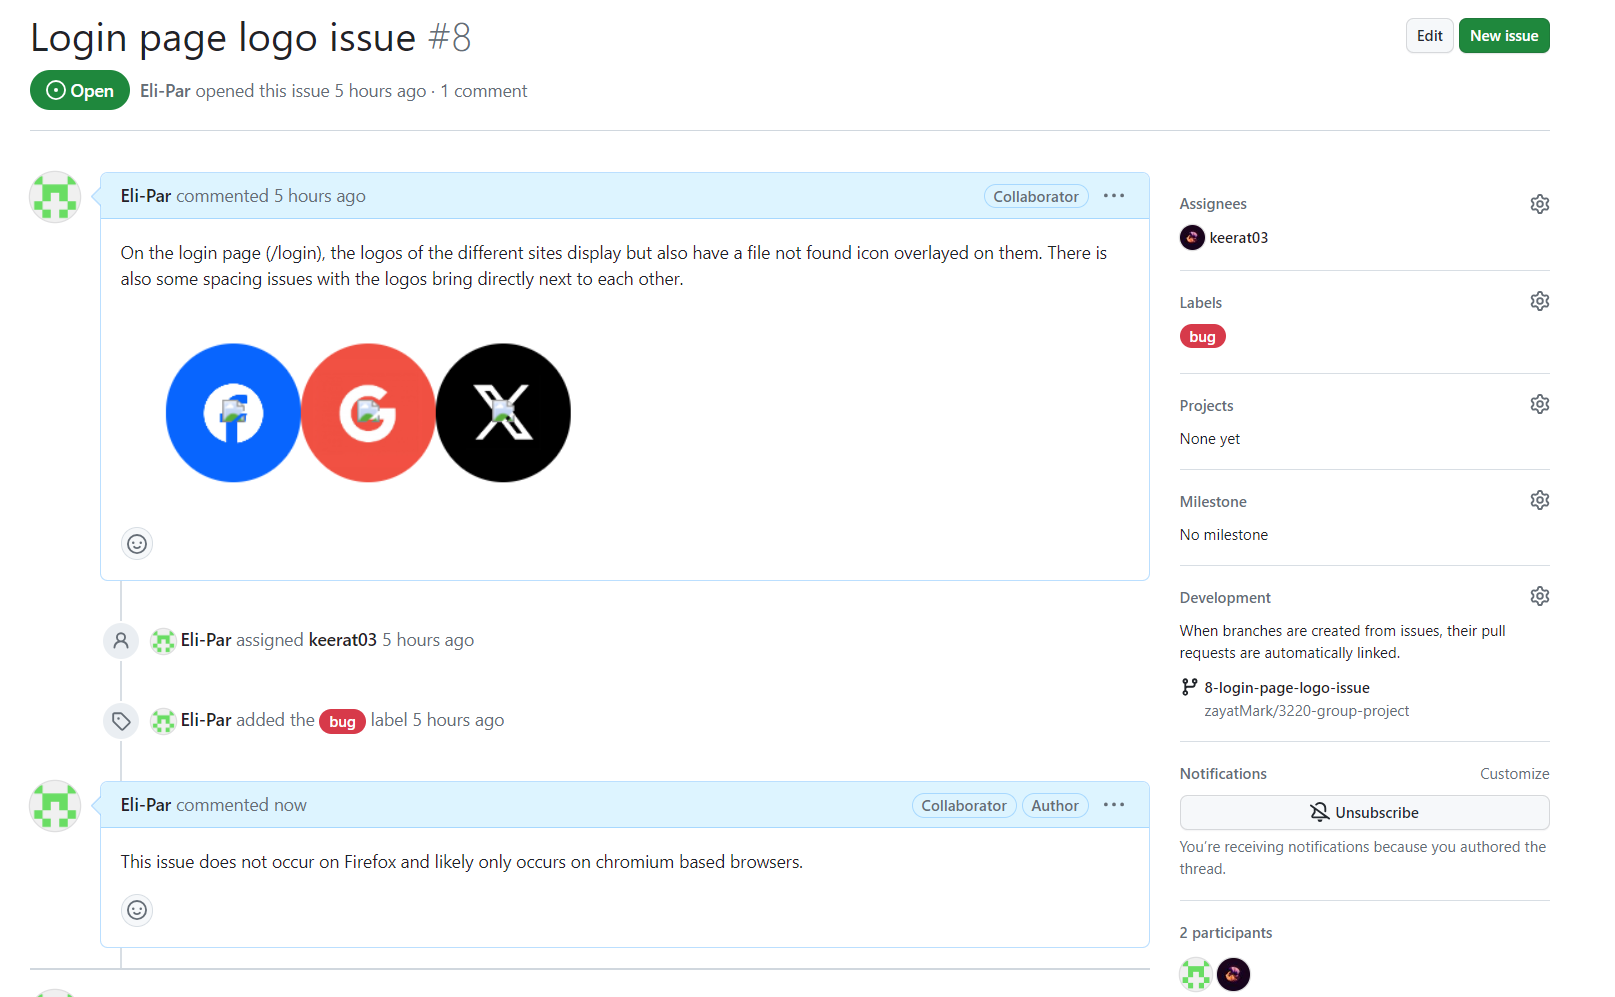 Login page logo issue #8
Edit
New issue
Open
Eli-Par opened this issue 5 hours ago · 1 comment
Eli-Par commented 5 hours ago
Collaborator
On the login page (/login), the logos of the different sites display but also have a file not found icon overlayed on them. There is
also some spacing issues with the logos bring directly next to each other.
Eli-Par assigned keerat03 5 hours ago
Eli-Par added the bug label 5 hours ago
Eli-Par commented now
Collaborator
Author
This issue does not occur on Firefox and likely only occurs on chromium based browsers.
Assignees
keerat03
Labels
bug
Projects
None yet
Milestone
No milestone
Development
When branches are created from issues, their pull
requests are automatically linked.
8-login-page-logo-issue
zayatMark/3220-group-project
Notifications
Customize
Unsubscribe
You're receiving notifications because you authored the
thread.
2 participants